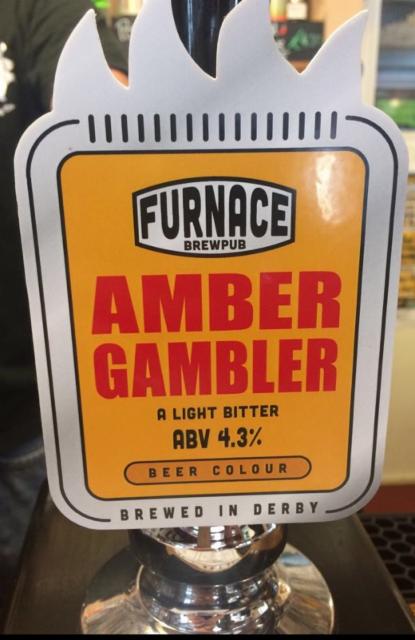 FURNACE
BREWPUB
AMBER
GAMBLER
A LIGHT BITTER
ABV 4.3%
BEER COLOUR
BREWED IN DERBY